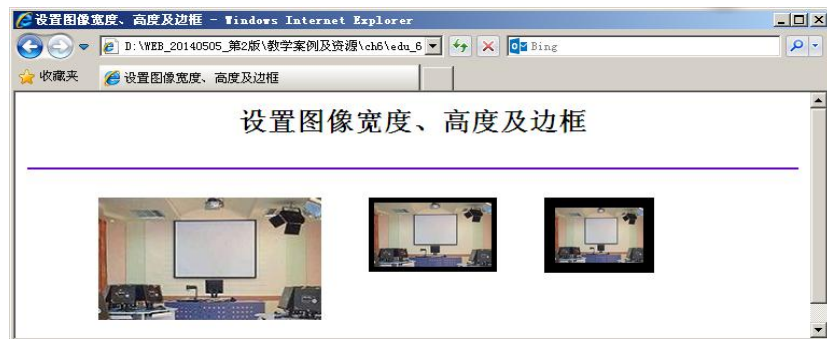 设置图像宽度、高度及边框 - Windows Internet Explorer
D:\WEB_20140505_第2版\教学案例及资源\ch6\edu_6
Bing
收藏夹
设置图像宽度、高度及边框
设置图像宽度、高度及边框